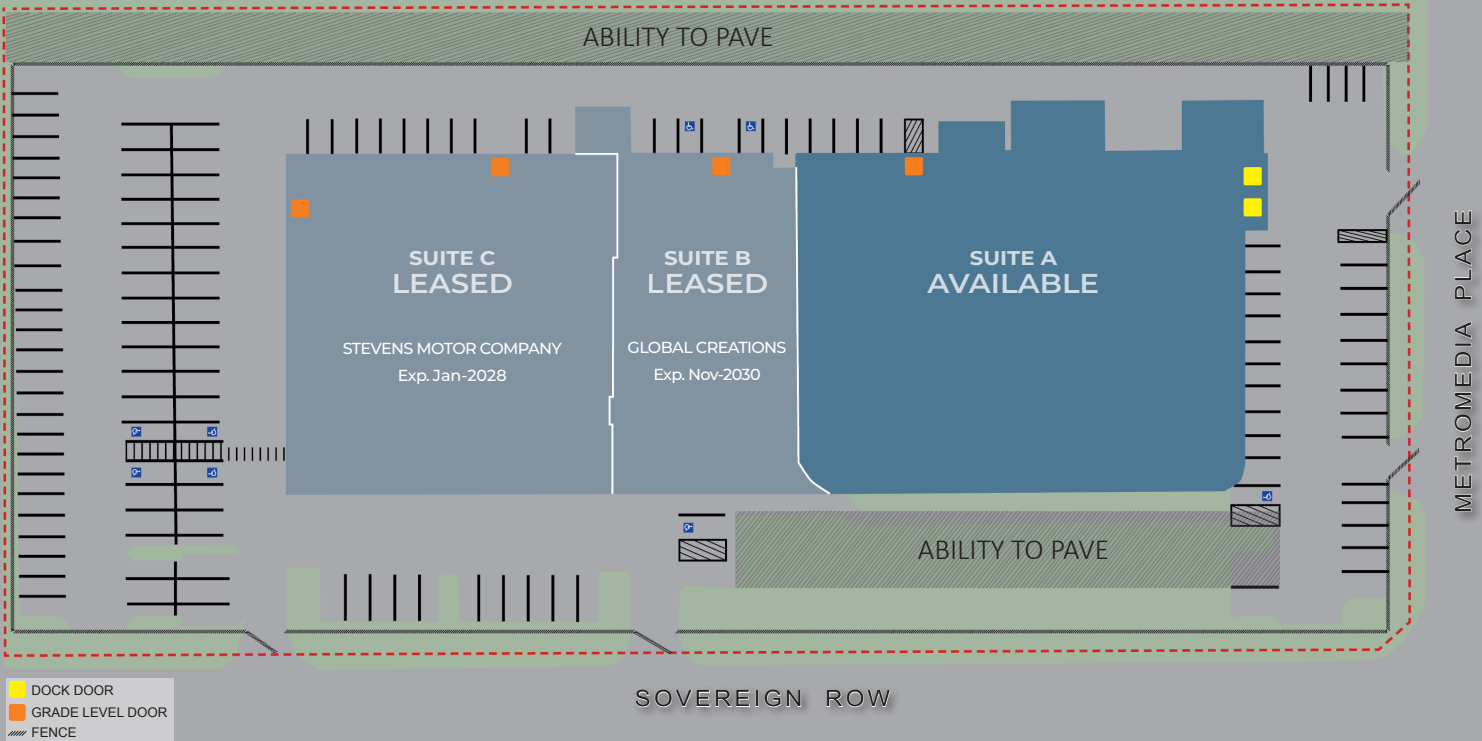 ABILITY TO PAVE
SUITE C
LEASED
STEVENS MOTOR COMPANY
Exp. Jan-2028
SUITE B
LEASED
GLOBAL CREATIONS
Exp. Nov-2030
SUITE A
AVAILABLE
METROMEDIA PLACE
ABILITY TO PAVE
SOVEREIGN ROW
DOCK DOOR
GRADE LEVEL DOOR
FENCE